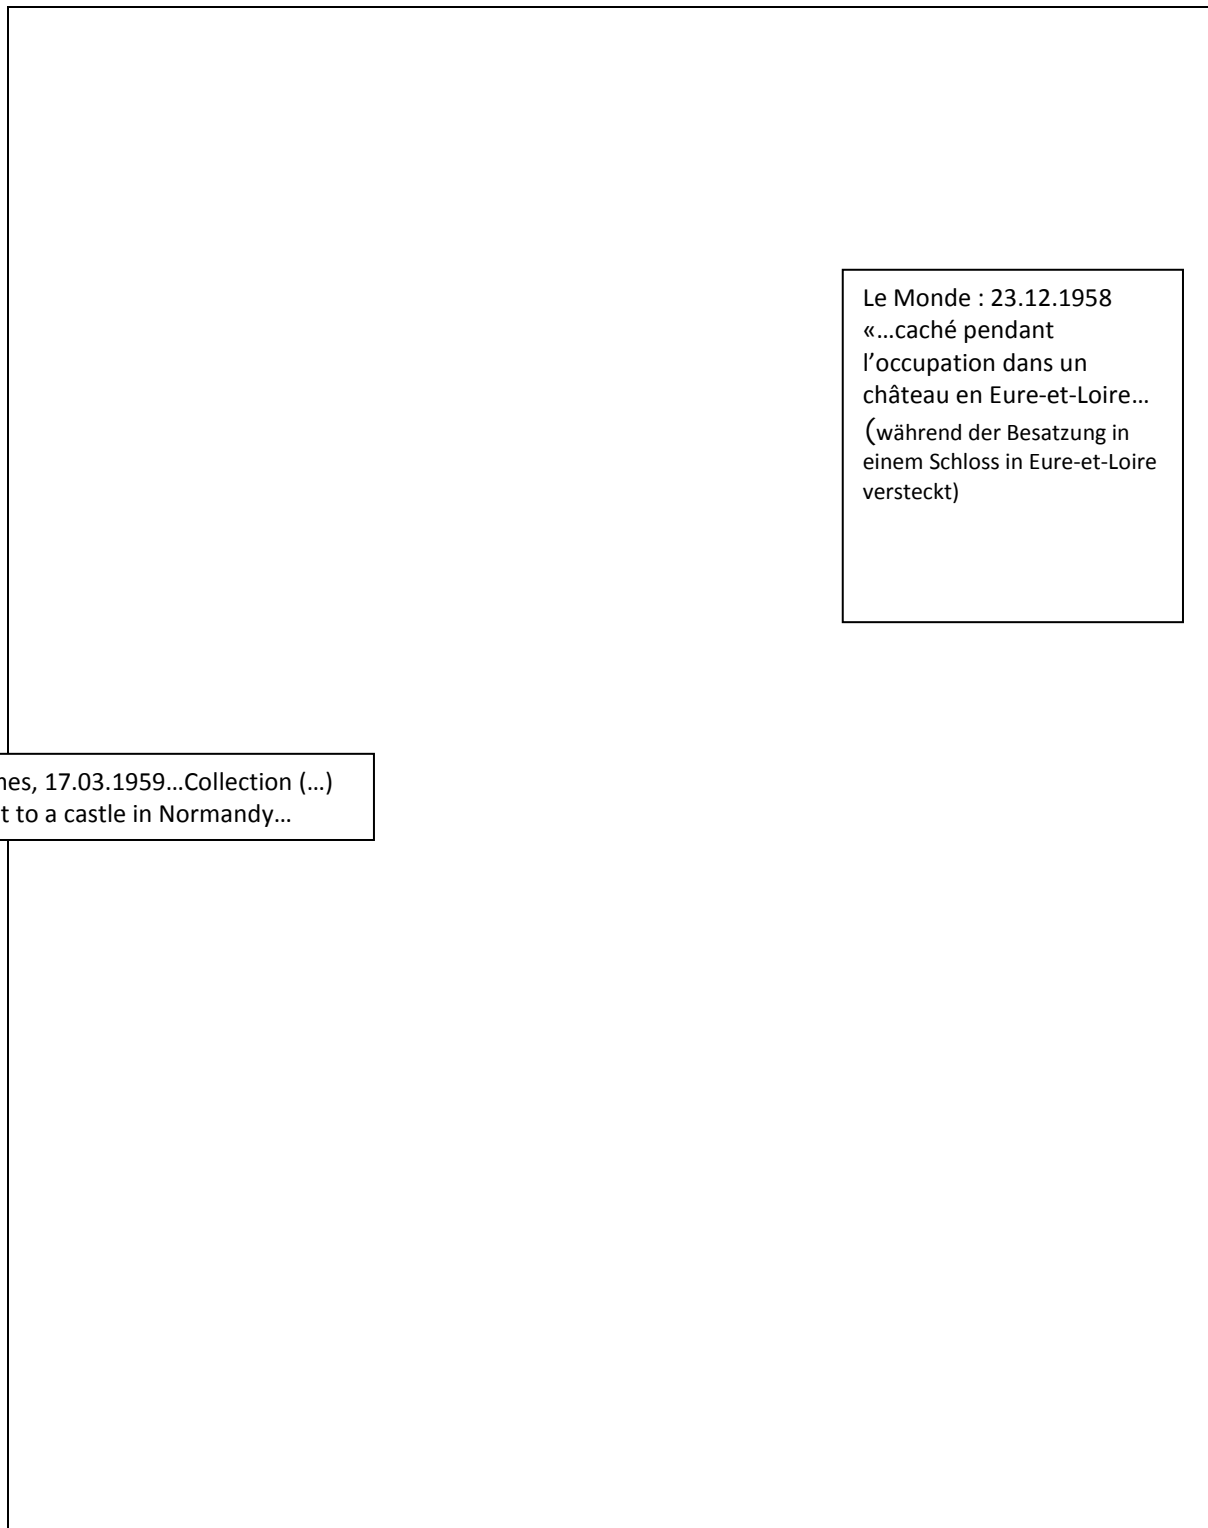 Le Monde : 23.12.1958
«…caché pendant
l’occupation dans un
château en Eure-et-Loire…
(während der Besatzung in
einem Schloss in Eure-et-Loire
versteckt)
17.03.1959…Collection (…)
to a castle in Normandy…